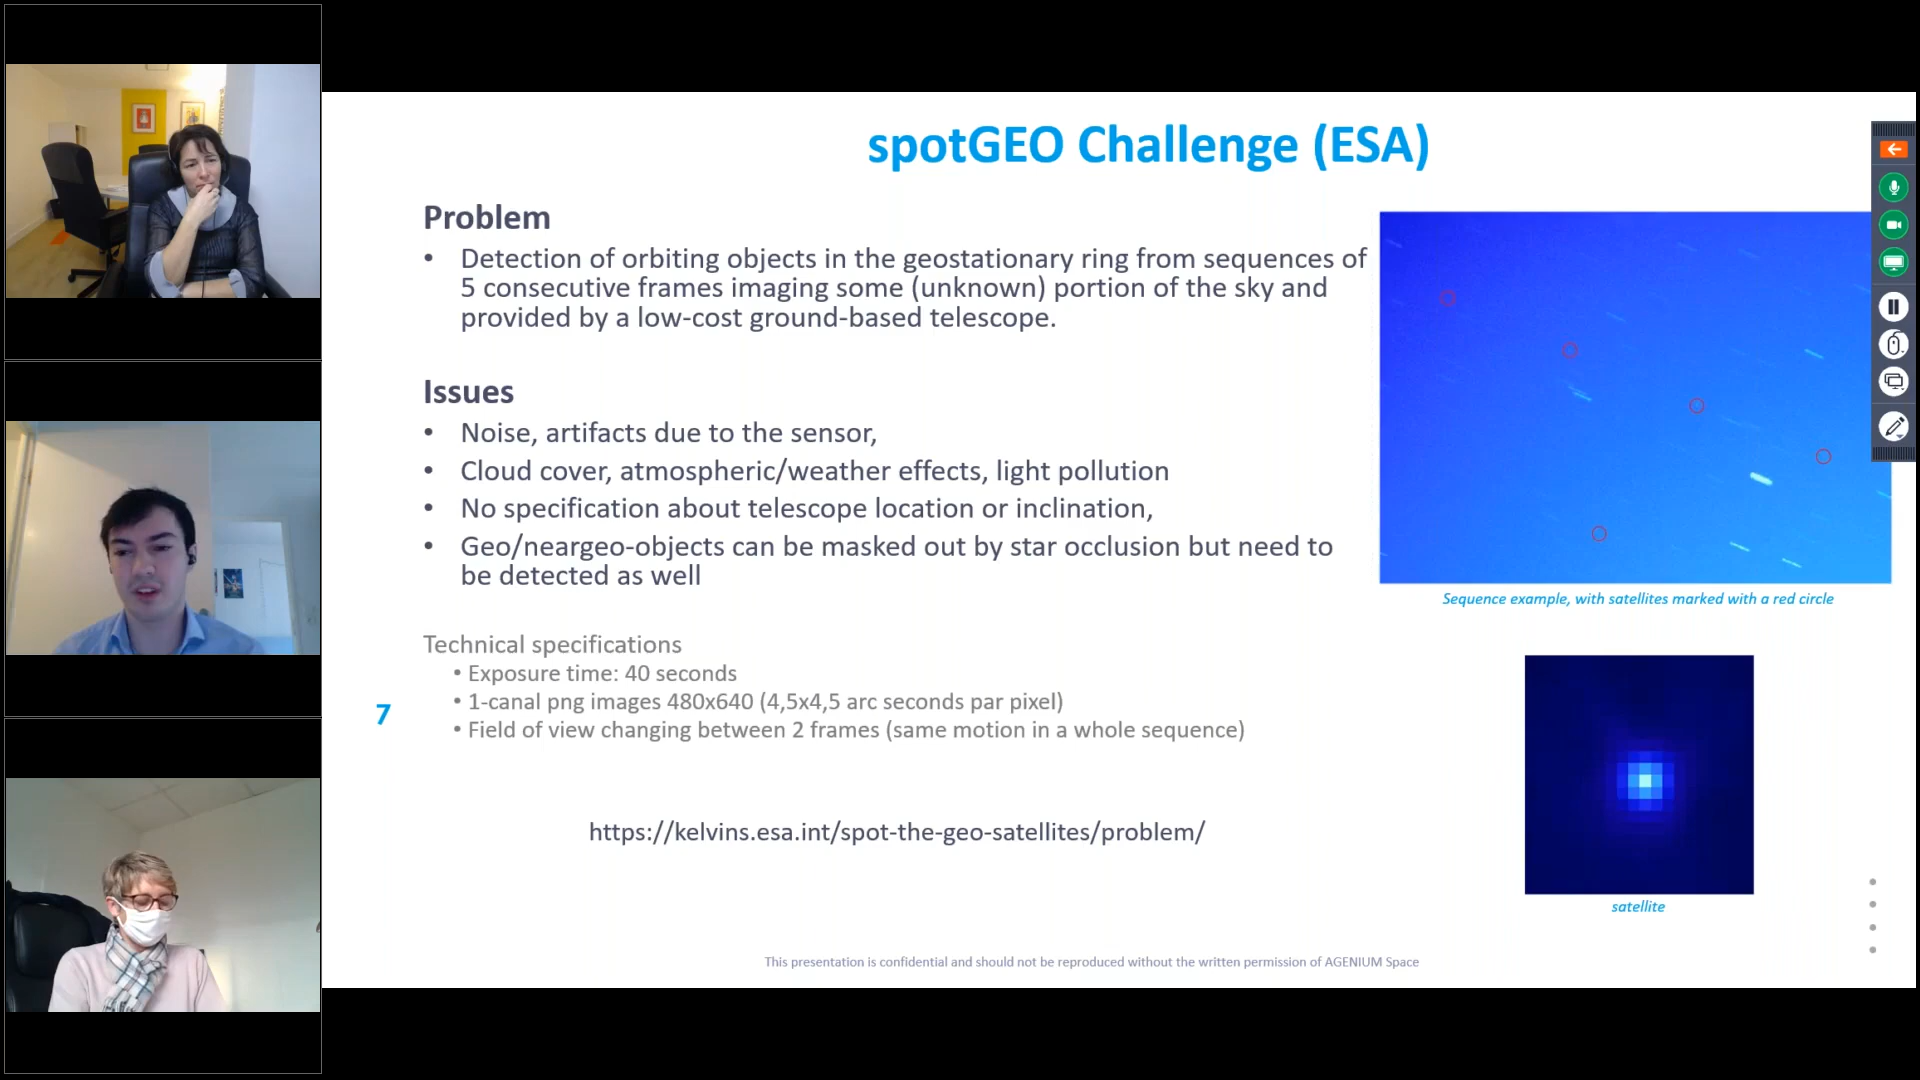 spotGEO Challenge (ESA)
Problem
• Detection of orbiting objects in the geostationary ring from sequences of
5 consecutive frames imaging some (unknown) portion of the sky and
provided by a low-cost ground-based telescope.
Issues
• Noise, artifacts due to the sensor,
• Cloud cover, atmospheric/weather effects, light pollution
• No specification about telescope location or inclination,
• Geo/neargeo-objects can be masked out by star occlusion but need to
be detected as well
Sequence example, with satellites marked with a red circle
Technical specifications
• Exposure time: 40 seconds
• 1-canal png images 480x640 (4,5x4,5 arc seconds par pixel)
• Field of view changing between 2 frames (same motion in a whole sequence)
7
https://kelvins.esa.int/spot-the-geo-satellites/problem/
satellite
This presentation is confidential and should not be reproduced without the written permission of AGENIUM Space